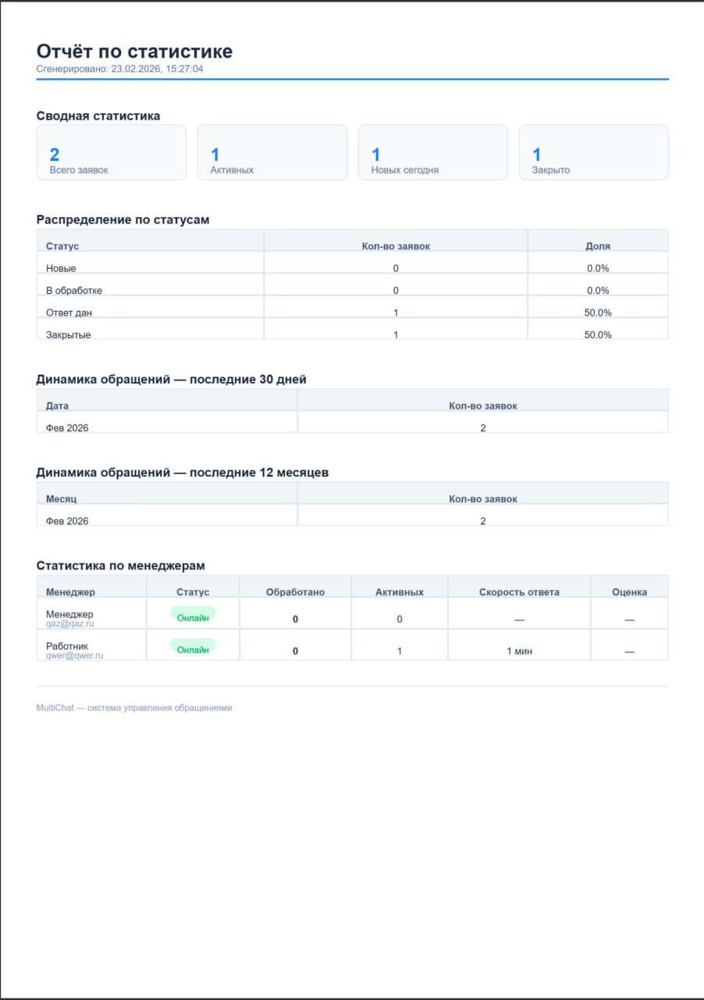 Отчёт по статистике
Сгенерировано: 23.02.2026, 15:27:04
Сводная статистика
2 1 1 1
Всего заявок Активных Новых сегодня Закрыто
Распределение по статусам
Статус Кол-во заявок Доля
Новые 0 0.0%
В обработке 0 0.0%
Ответ дан 1 50.0%
Закрытые 1 50.0%
Динамика обращений — последние 30 дней
Дата Кол-во заявок
Фев 2026 2
Динамика обращений — последние 12 месяцев
Месяц Кол-во заявок
Фев 2026 2
Статистика по менеджерам
Менеджер Статус Обработано Активных Скорость ответа Оценка
Менеджер Онлайн 0 0 — —
qaz@qaz.ru
Работник Онлайн 0 1 1 мин —
qwer@qwer.ru
MultiChat — система управления обращениями